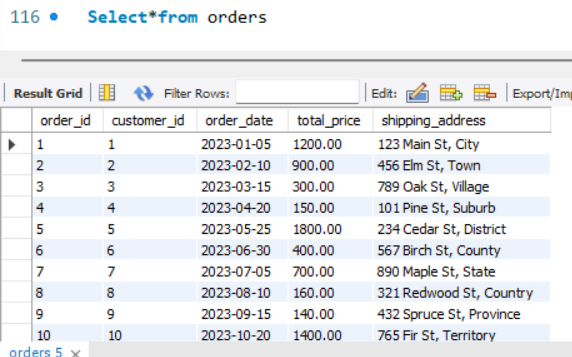 116 Select*from orders
Result Grid Filter Rows: Edit: Export/Imp
order_id customer_id order_date total_price shipping_address
1 1 2023-01-05 1200.00 123 Main St, City
2 2 2023-02-10 900.00 456 Elm St, Town
3 3 2023-03-15 300.00 789 Oak St, Village
4 4 2023-04-20 150.00 101 Pine St, Suburb
5 5 2023-05-25 1800.00 234 Cedar St, District
6 6 2023-06-30 400.00 567 Birch St, County
7 7 2023-07-05 700.00 890 Maple St, State
8 8 2023-08-10 160.00 321 Redwood St, Country
9 9 2023-09-15 140.00 432 Spruce St, Province
10 10 2023-10-20 1400.00 765 Fir St, Territory
orders 5